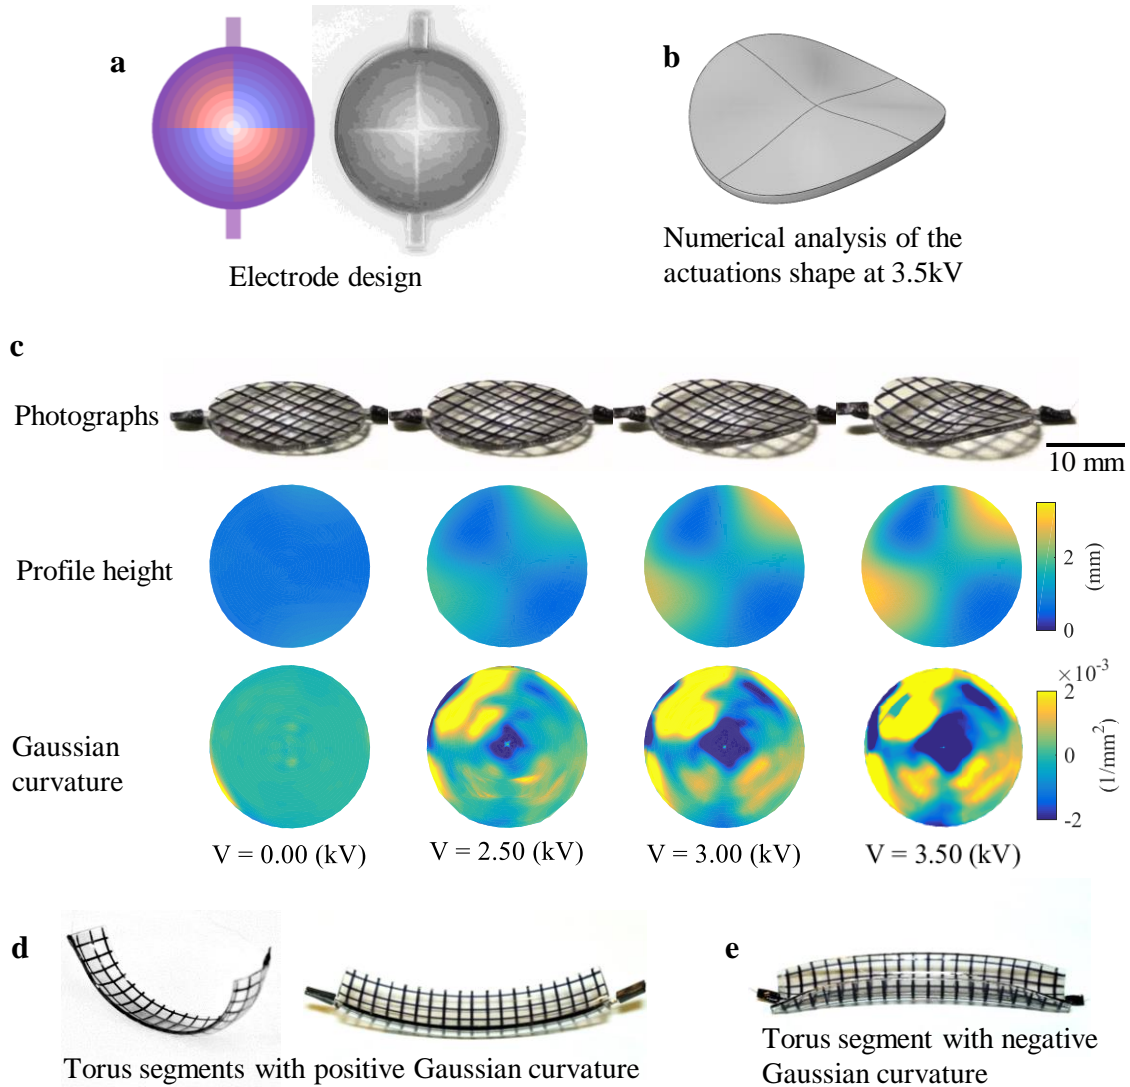 a
b
Electrode design
Numerical analysis of the
actuations shape at 3.5kV
c
Photographs
10 mm
Profile height
2
0
(mm)
×10⁻³
Gaussian
curvature
2
0
-2
(1/mm²)
V = 0.00 (kV)
V = 2.50 (kV)
V = 3.00 (kV)
V = 3.50 (kV)
d
e
Torus segments with positive Gaussian curvature
Torus segment with negative
Gaussian curvature